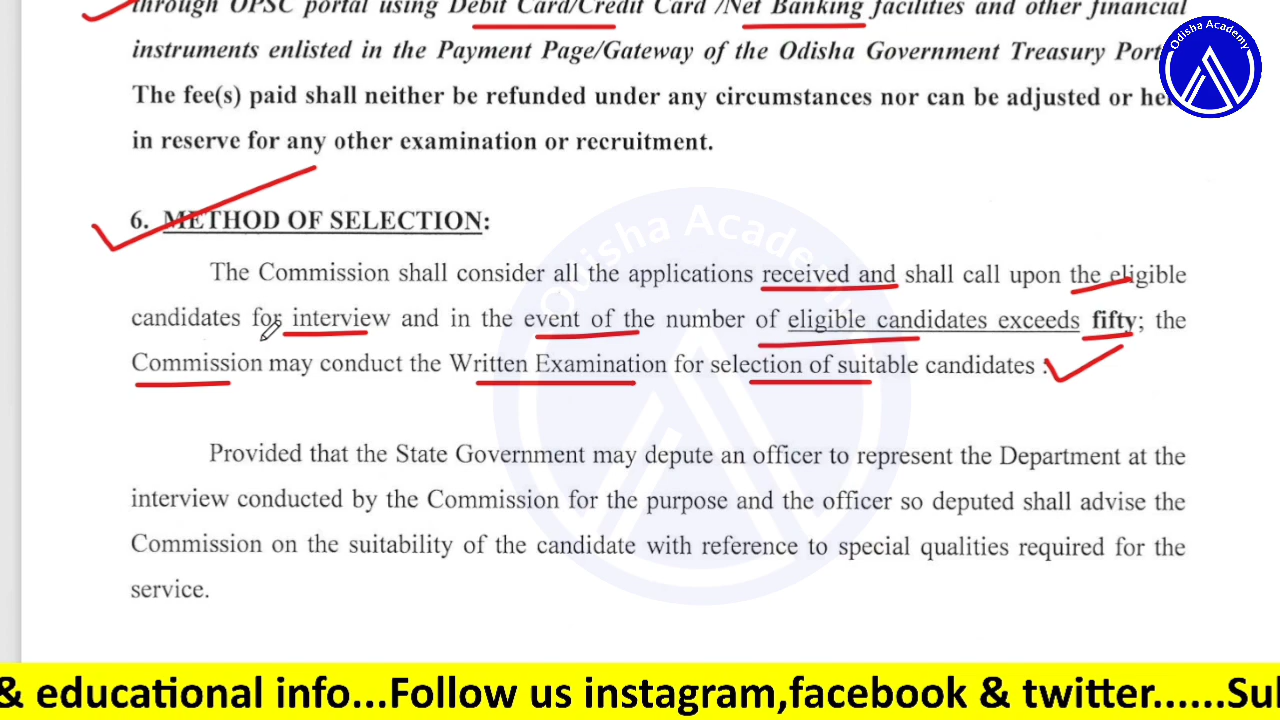 through OPSC portal using Debit Card/Credit Card /Net Banking facilities and other financial
instruments enlisted in the Payment Page/Gateway of the Odisha Government Treasury
The fee(s) paid shall neither be refunded under any circumstances nor can be adjusted or
in reserve for any other examination or recruitment.
Odisha Academy
6. METHOD OF SELECTION:
The Commission shall consider all the applications received and shall call upon the eligible
candidates for interview and in the event of the number of eligible candidates exceeds fifty; the
Commission may conduct the Written Examination for selection of suitable candidates :
Odisha Academy
Provided that the State Government may depute an officer to represent the Department at the
interview conducted by the Commission for the purpose and the officer so deputed shall advise the
Commission on the suitability of the candidate with reference to special qualities required for the
service.
& educational info...Follow us instagram,facebook & twitter......